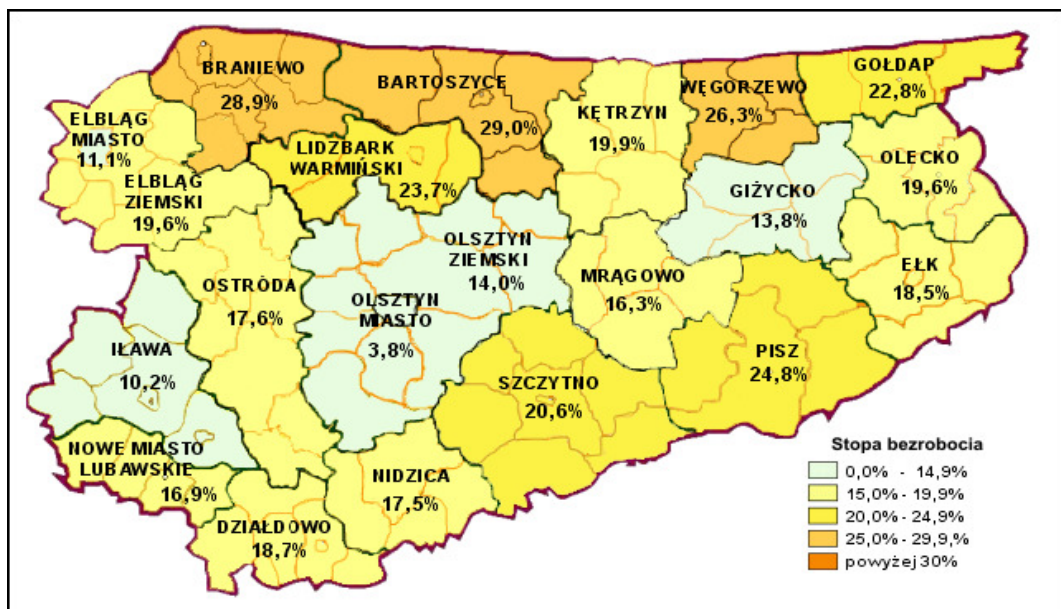 BRANIEWO
28,9%
BARTOSZYCE
29,0%
KĘTRZYN
19,9%
WĘGORZEWO
26,3%
GOŁDAP
22,8%
ELBLĄG
MIASTO
11,1%
ELBLĄG
ZIEMSKI
19,6%
LIDZBARK
WARMIŃSKI
23,7%
OLECKO
19,6%
GIŻYCKO
13,8%
OLSZTYN
ZIEMSKI
14,0%
OSTRÓDA
17,6%
OLSZTYN
MIASTO
3,8%
MRĄGOWO
16,3%
EŁK
18,5%
IŁAWA
10,2%
SZCZYTNO
20,6%
PISZ
24,8%
NOWE MIASTO
LUBAWSKIE
16,9%
NIDZICA
17,5%
DZIAŁDOWO
18,7%
Stopa bezrobocia
0,0% - 14,9%
15,0% - 19,9%
20,0% - 24,9%
25,0% - 29,9,%
powyżej 30%